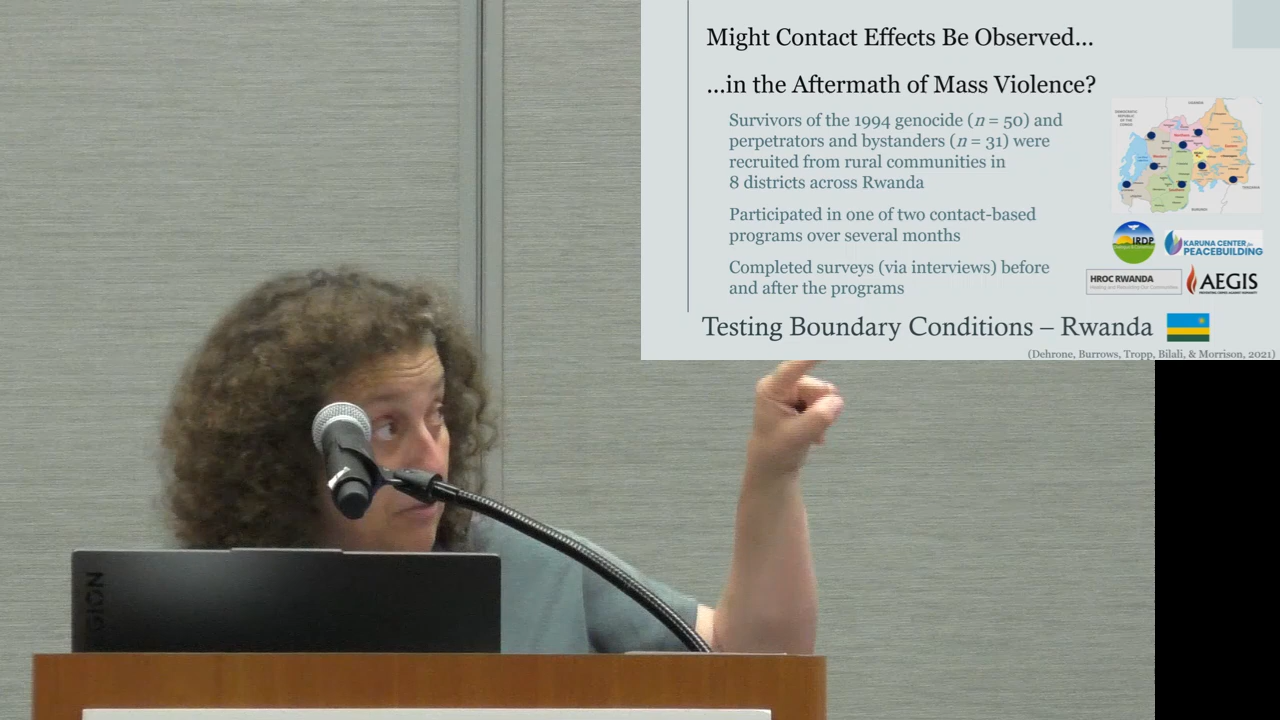 Might Contact Effects Be Observed...
...in the Aftermath of Mass Violence?
Survivors of the 1994 genocide (n = 50) and
perpetrators and bystanders (n = 31) were
recruited from rural communities in
8 districts across Rwanda
Participated in one of two contact-based
programs over several months
Completed surveys (via interviews) before
and after the programs
IRDP
KARUNA CENTER for
PEACEBUILDING
HROC RWANDA
AEGIS
Testing Boundary Conditions – Rwanda
(Dehrone, Burrows, Tropp, Bilali, & Morrison, 2021)
GION